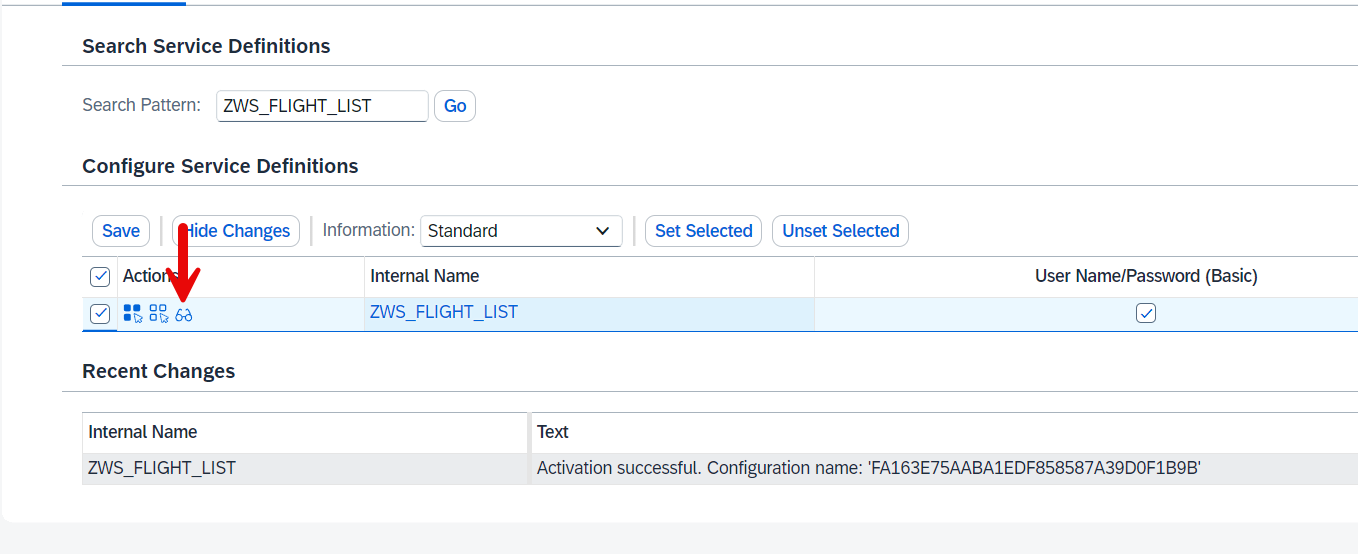 Search Service Definitions
Search Pattern: ZWS_FLIGHT_LIST Go
Configure Service Definitions
Save Hide Changes Information: Standard Set Selected Unset Selected
Actions Internal Name User Name/Password (Basic)
ZWS_FLIGHT_LIST
Recent Changes
Internal Name Text
ZWS_FLIGHT_LIST Activation successful. Configuration name: 'FA163E75AABA1EDF858587A39D0F1B9B'